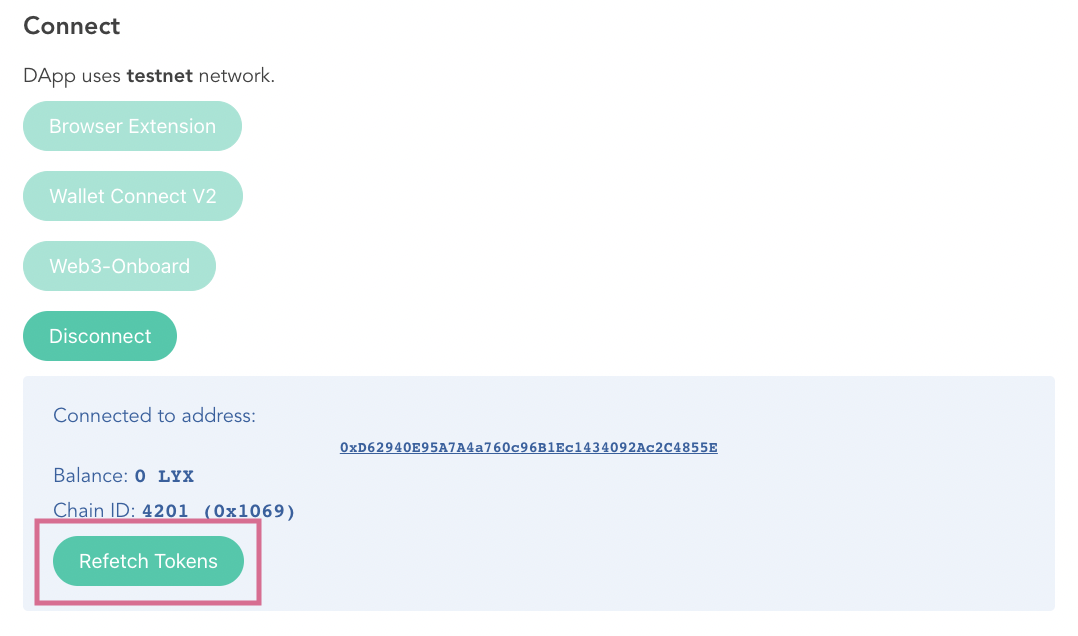 Connect
DApp uses testnet network.
Browser Extension
Wallet Connect V2
Web3-Onboard
Disconnect
Connected to address:
0xD62940E95A7A4a760c96B1Ec1434092Ac2C4855E
Balance: 0 LYX
Chain ID: 4201 (0x1069)
Refetch Tokens